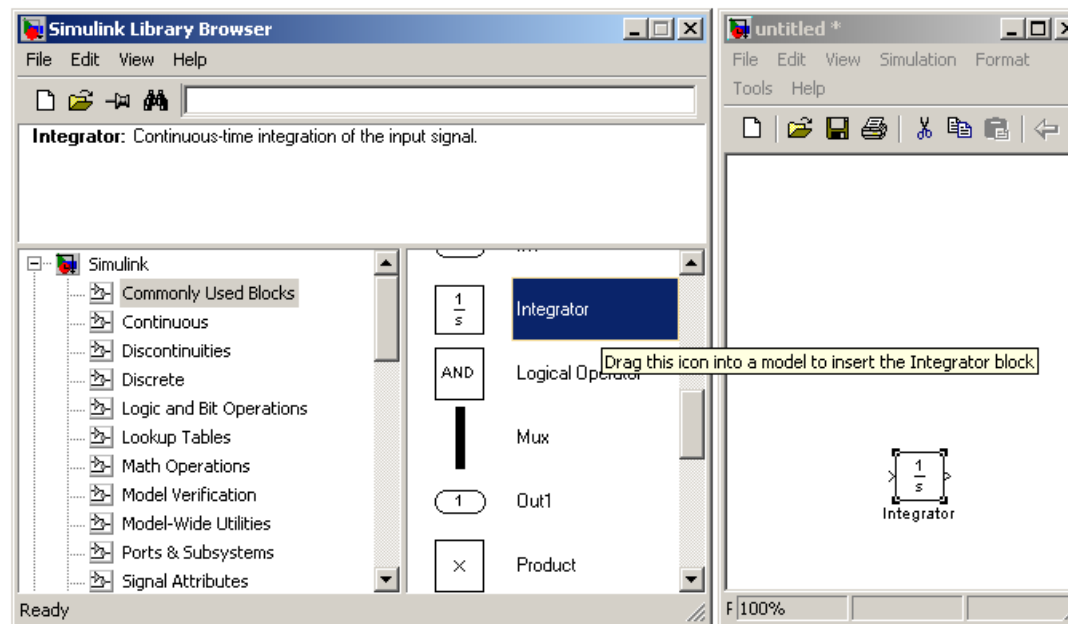 Simulink Library Browser
File Edit View Help
Integrator: Continuous-time integration of the input signal.
Simulink
Commonly Used Blocks
Continuous
Discontinuities
Discrete
Logic and Bit Operations
Lookup Tables
Math Operations
Model Verification
Model-Wide Utilities
Ports & Subsystems
Signal Attributes
1
s
Integrator
Drag this icon into a model to insert the Integrator block
AND
Logical Operator
Mux
1
Out1
×
Product
Ready
untitled *
File Edit View Simulation Format
Tools Help
1
s
Integrator
F 100%